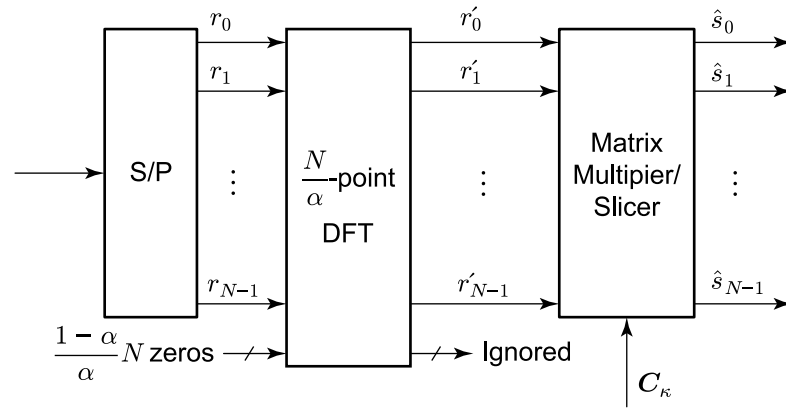 r_0
r'_0
ŝ_0
r_1
r'_1
ŝ_1
S/P
⋮
N/α-point
DFT
⋮
Matrix
Multipier/
Slicer
⋮
r_{N-1}
r'_{N-1}
ŝ_{N-1}
(1 − α)/α N zeros
Ignored
C_κ